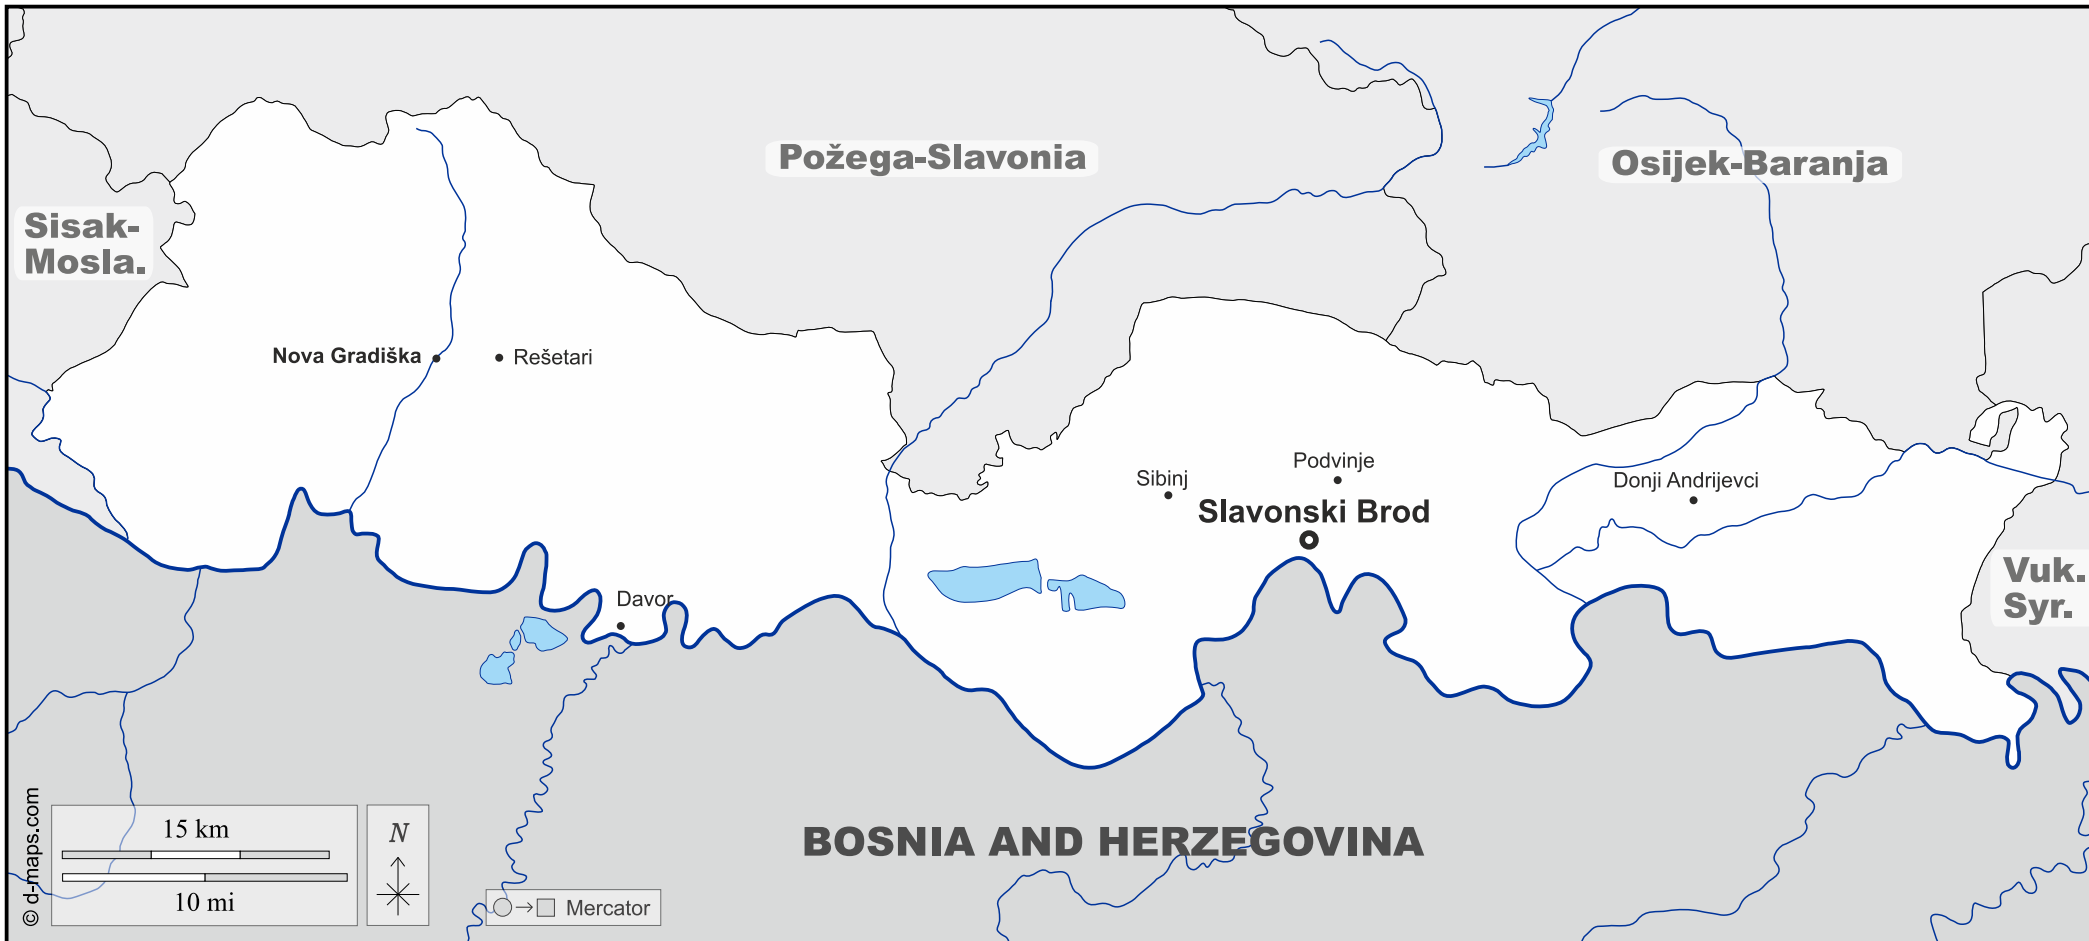 Požega-Slavonia
Osijek-Baranja
Sisak-
Mosla.
Nova Gradiška
Rešetari
Podvinje
Sibinj
Donji Andrijevci
Slavonski Brod
Vuk.
Syr.
Davor
BOSNIA AND HERZEGOVINA
© d-maps.com
15 km
10 mi
N
Mercator